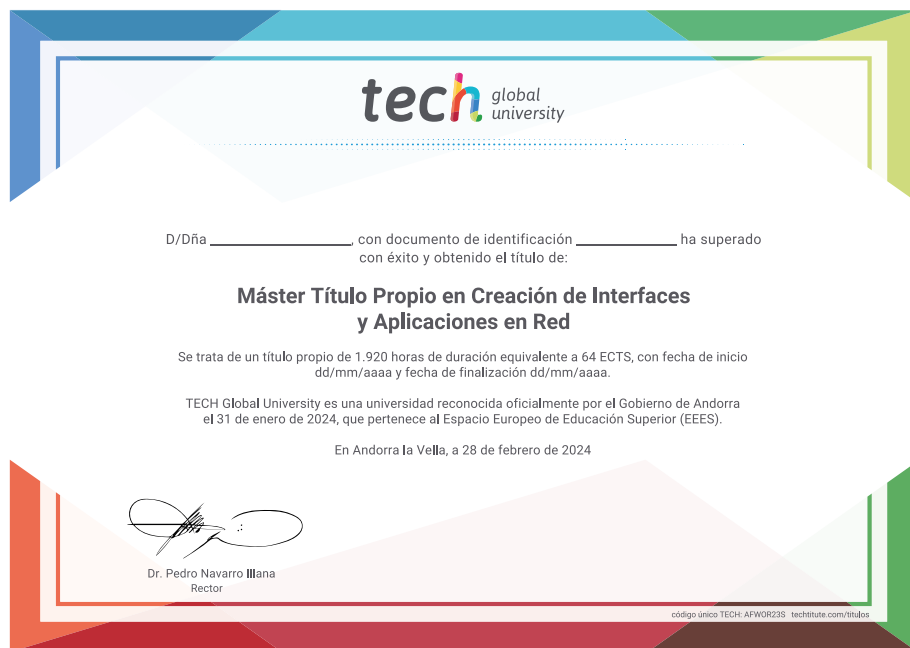 tech global
university
D/Dña ______________, con documento de identificación ____________ ha superado
con éxito y obtenido el título de:
Máster Título Propio en Creación de Interfaces
y Aplicaciones en Red
Se trata de un título propio de 1.920 horas de duración equivalente a 64 ECTS, con fecha de inicio
dd/mm/aaaa y fecha de finalización dd/mm/aaaa.
TECH Global University es una universidad reconocida oficialmente por el Gobierno de Andorra
el 31 de enero de 2024, que pertenece al Espacio Europeo de Educación Superior (EEES).
En Andorra la Vella, a 28 de febrero de 2024
Dr. Pedro Navarro Illana
Rector
código único TECH: AFWOR23S techtitute.com/titulos